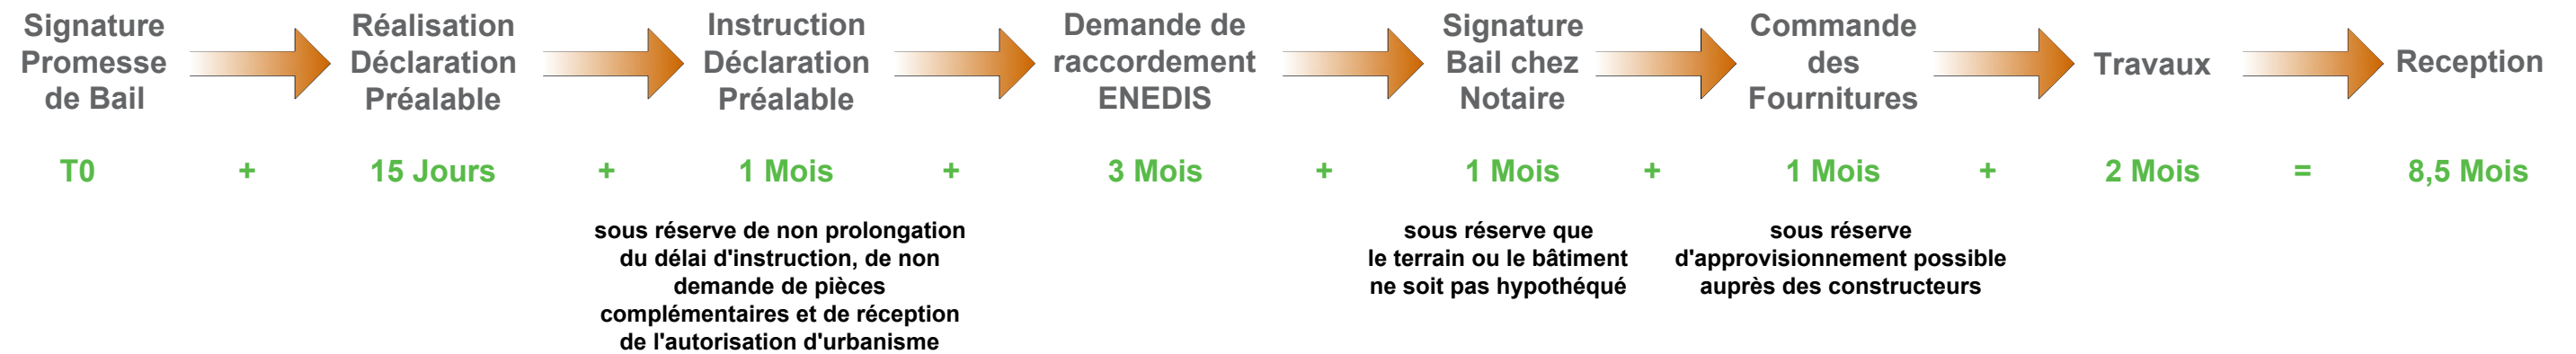 Signature
Promesse
de Bail
Réalisation
Déclaration
Préalable
Instruction
Déclaration
Préalable
Demande de
raccordement
ENEDIS
Signature
Bail chez
Notaire
Commande
des
Fournitures
Travaux
Reception
T0 + 15 Jours + 1 Mois + 3 Mois + 1 Mois + 1 Mois + 2 Mois = 8,5 Mois
sous réserve de non prolongation
du délai d'instruction, de non
demande de pièces
complémentaires et de réception
de l'autorisation d'urbanisme
sous réserve que
le terrain ou le bâtiment
ne soit pas hypothéqué
sous réserve
d'approvisionnement possible
auprès des constructeurs